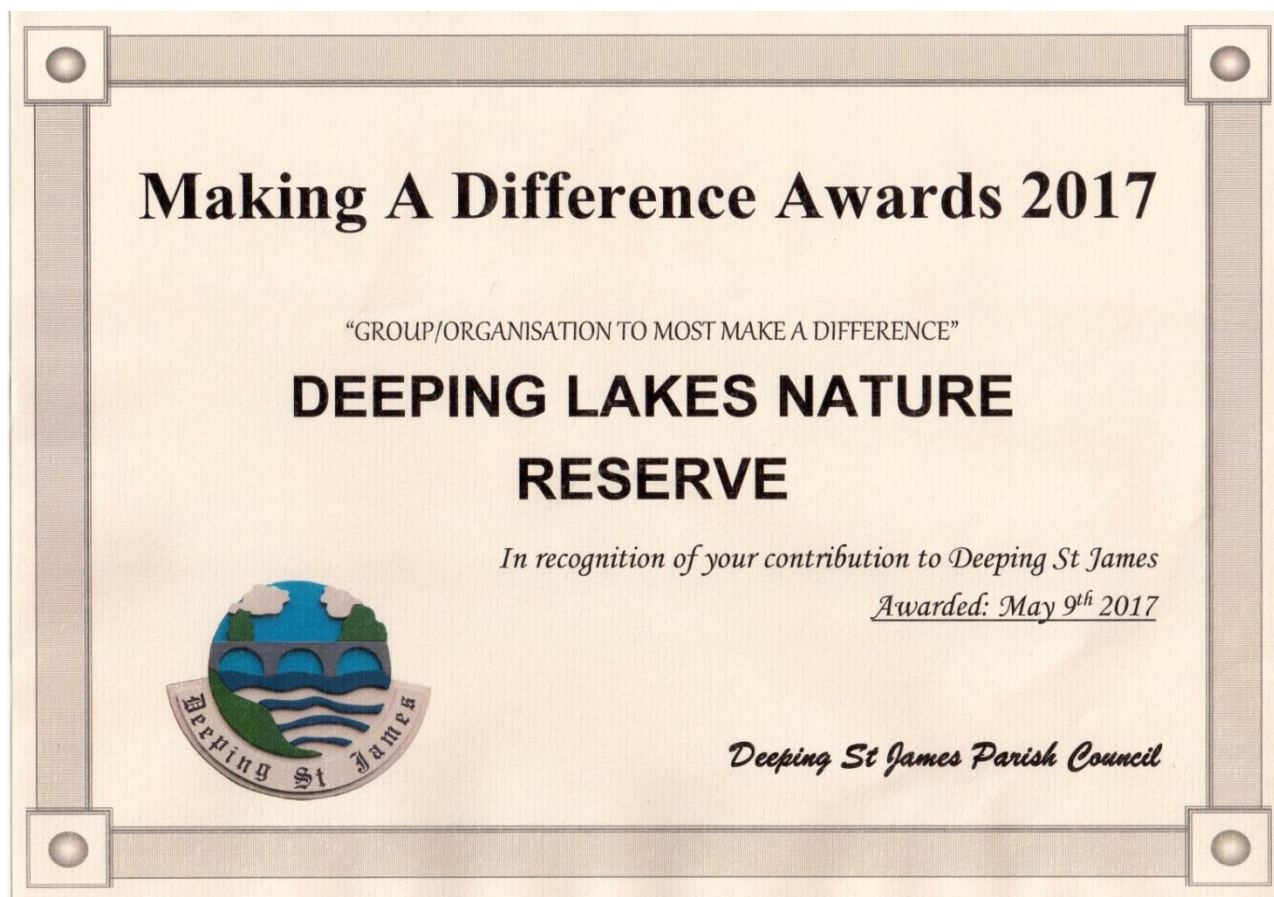 Making A Difference Awards 2017
“GROUP/ORGANISATION TO MOST MAKE A DIFFERENCE”
DEEPING LAKES NATURE
RESERVE
In recognition of your contribution to Deeping St James
Awarded: May 9th 2017
Deeping St James
Deeping St James Parish Council